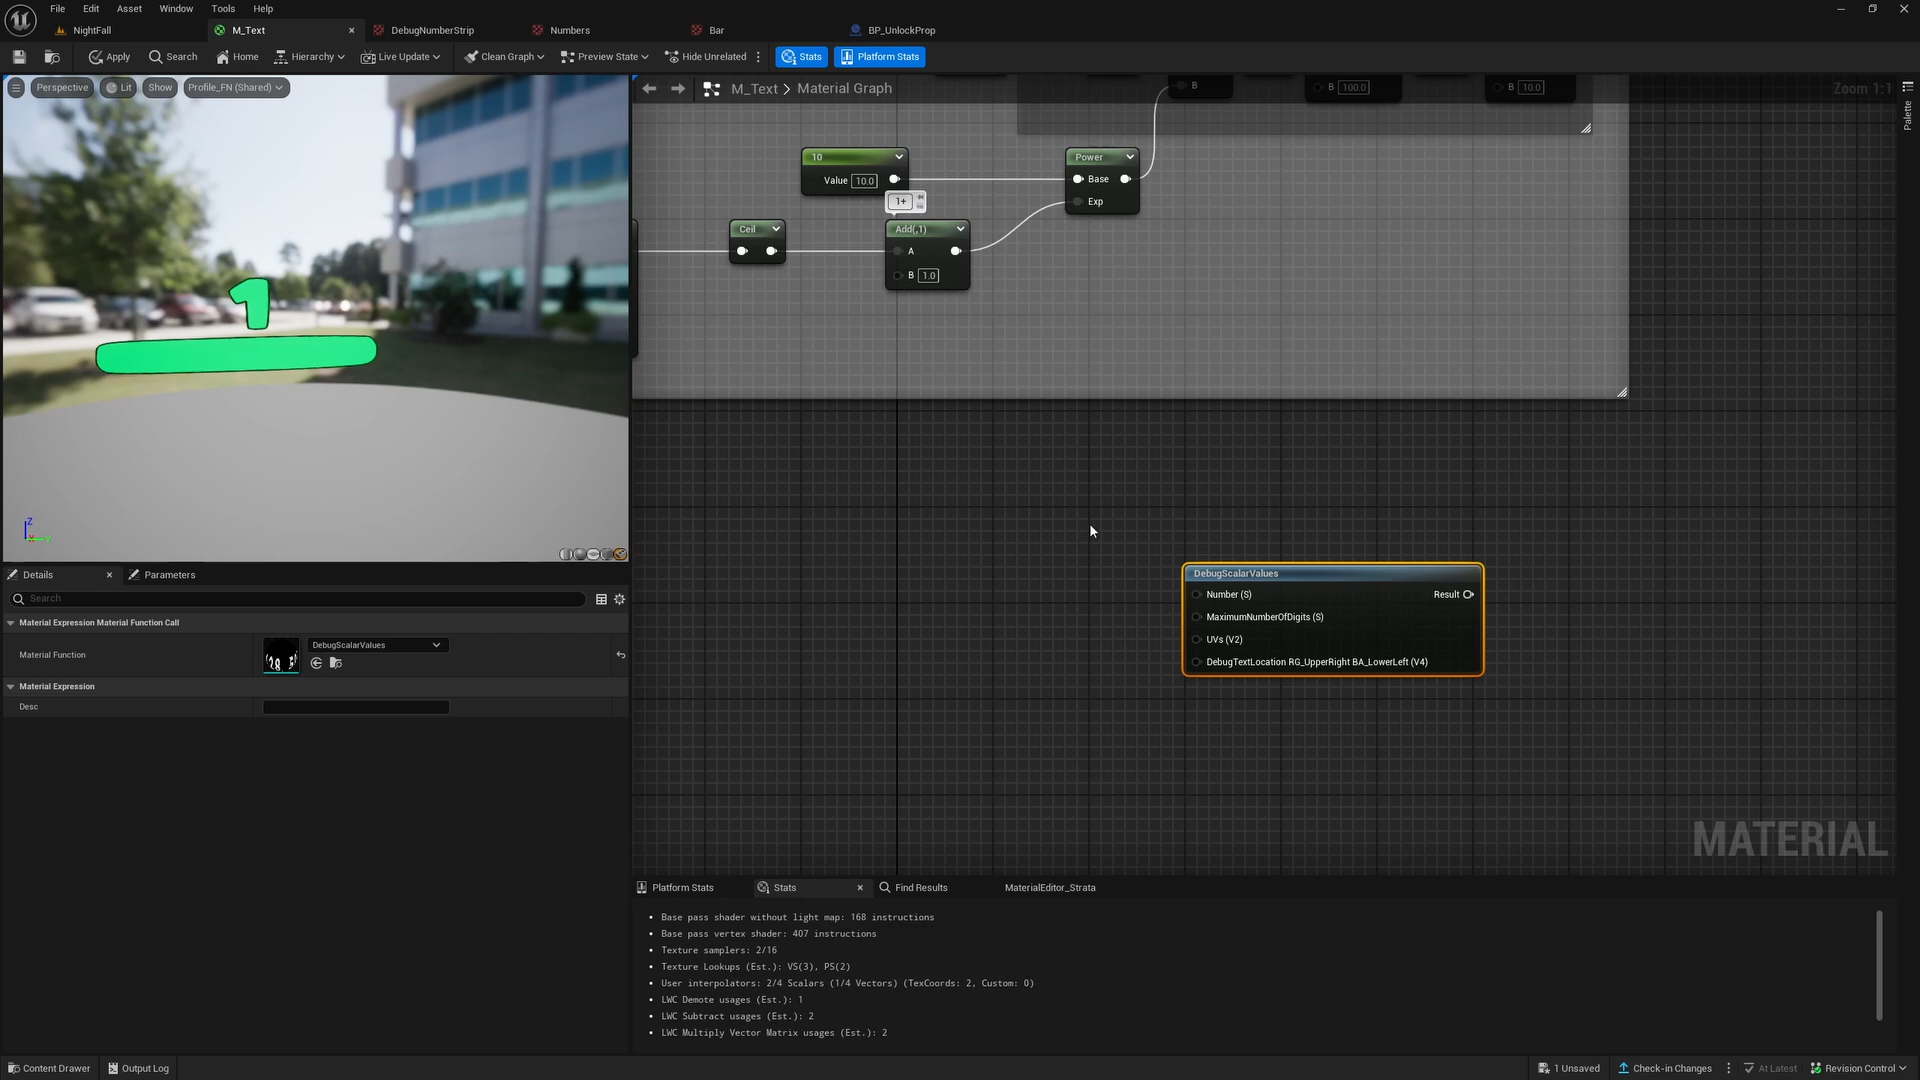 File Edit Asset Window Tools Help
NightFall M_Text DebugNumberStrip Numbers Bar BP_UnlockProp
Apply Search Home Hierarchy Live Update Clean Graph Preview State Hide Unrelated Stats Platform Stats
Perspective Lit Show Profile_FN (Shared)
M_Text > Material Graph
Zoom 1:1
Palette
B
B 100.0
B 10.0
10
Value 10.0
Power
Base
Exp
1+
Ceil
Add(,1)
A
B 1.0
1
Z
Details Parameters
Search
Material Expression Material Function Call
Material Function DebugScalarValues
Material Expression
Desc
DebugScalarValues
Number (S) Result
MaximumNumberOfDigits (S)
UVs (V2)
DebugTextLocation RG_UpperRight BA_LowerLeft (V4)
MATERIAL
Platform Stats Stats Find Results MaterialEditor_Strata
Base pass shader without light map: 168 instructions
Base pass vertex shader: 407 instructions
Texture samplers: 2/16
Texture Lookups (Est.): VS(3), PS(2)
User interpolators: 2/4 Scalars (1/4 Vectors) (TexCoords: 2, Custom: 0)
LWC Demote usages (Est.): 1
LWC Subtract usages (Est.): 2
LWC Multiply Vector Matrix usages (Est.): 2
Content Drawer Output Log 1 Unsaved Check-in Changes At Latest Revision Control